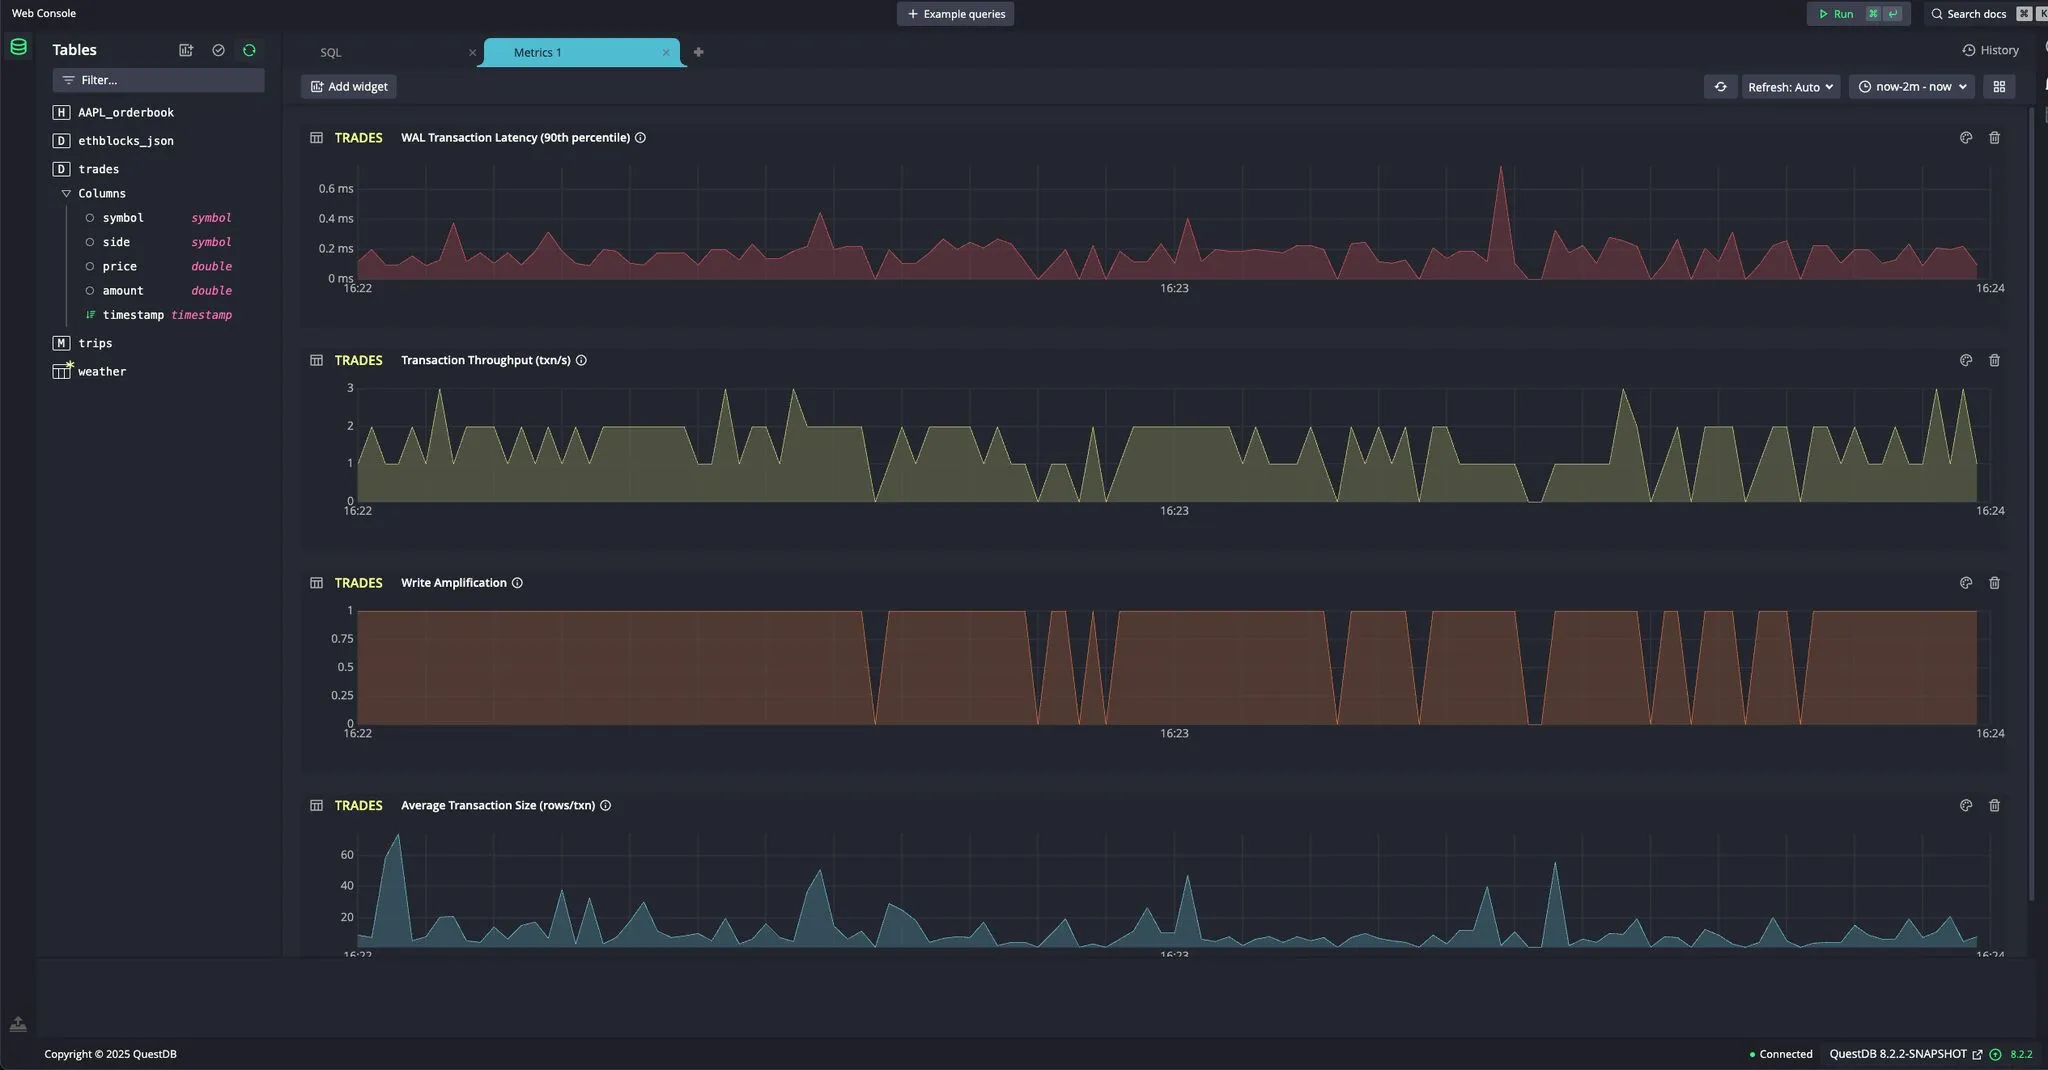 Web Console
Example queries
Run
Search docs
Tables
SQL
Metrics 1
History
Filter...
Add widget
Refresh: Auto
now-2m - now
H AAPL_orderbook
D ethblocks_json
D trades
Columns
symbol symbol
side symbol
price double
amount double
timestamp timestamp
M trips
weather
TRADES WAL Transaction Latency (90th percentile)
0.6 ms
0.4 ms
0.2 ms
0 ms
16:22 16:23 16:24
TRADES Transaction Throughput (txn/s)
3
2
1
0
16:22 16:23 16:24
TRADES Write Amplification
1
0.75
0.5
0.25
0
16:22 16:23 16:24
TRADES Average Transaction Size (rows/txn)
60
40
20
16:22 16:23 16:24
Copyright © 2025 QuestDB
Connected
QuestDB 8.2.2-SNAPSHOT
8.2.2